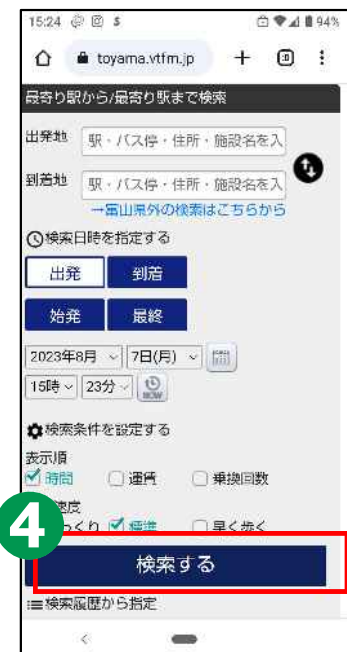 15:24 94%
toyama.vtfm.jp
最寄り駅から/最寄り駅まで検索
出発地 駅・バス停・住所・施設名を入
到着地 駅・バス停・住所・施設名を入
→富山県外の検索はこちらから
検索日時を指定する
出発 到着
始発 最終
2023年8月 7日(月)
15時 23分 NOW
検索条件を設定する
表示順
時間 運賃 乗換回数
速度
くり 標準 早く歩く
4
検索する
検索履歴から指定